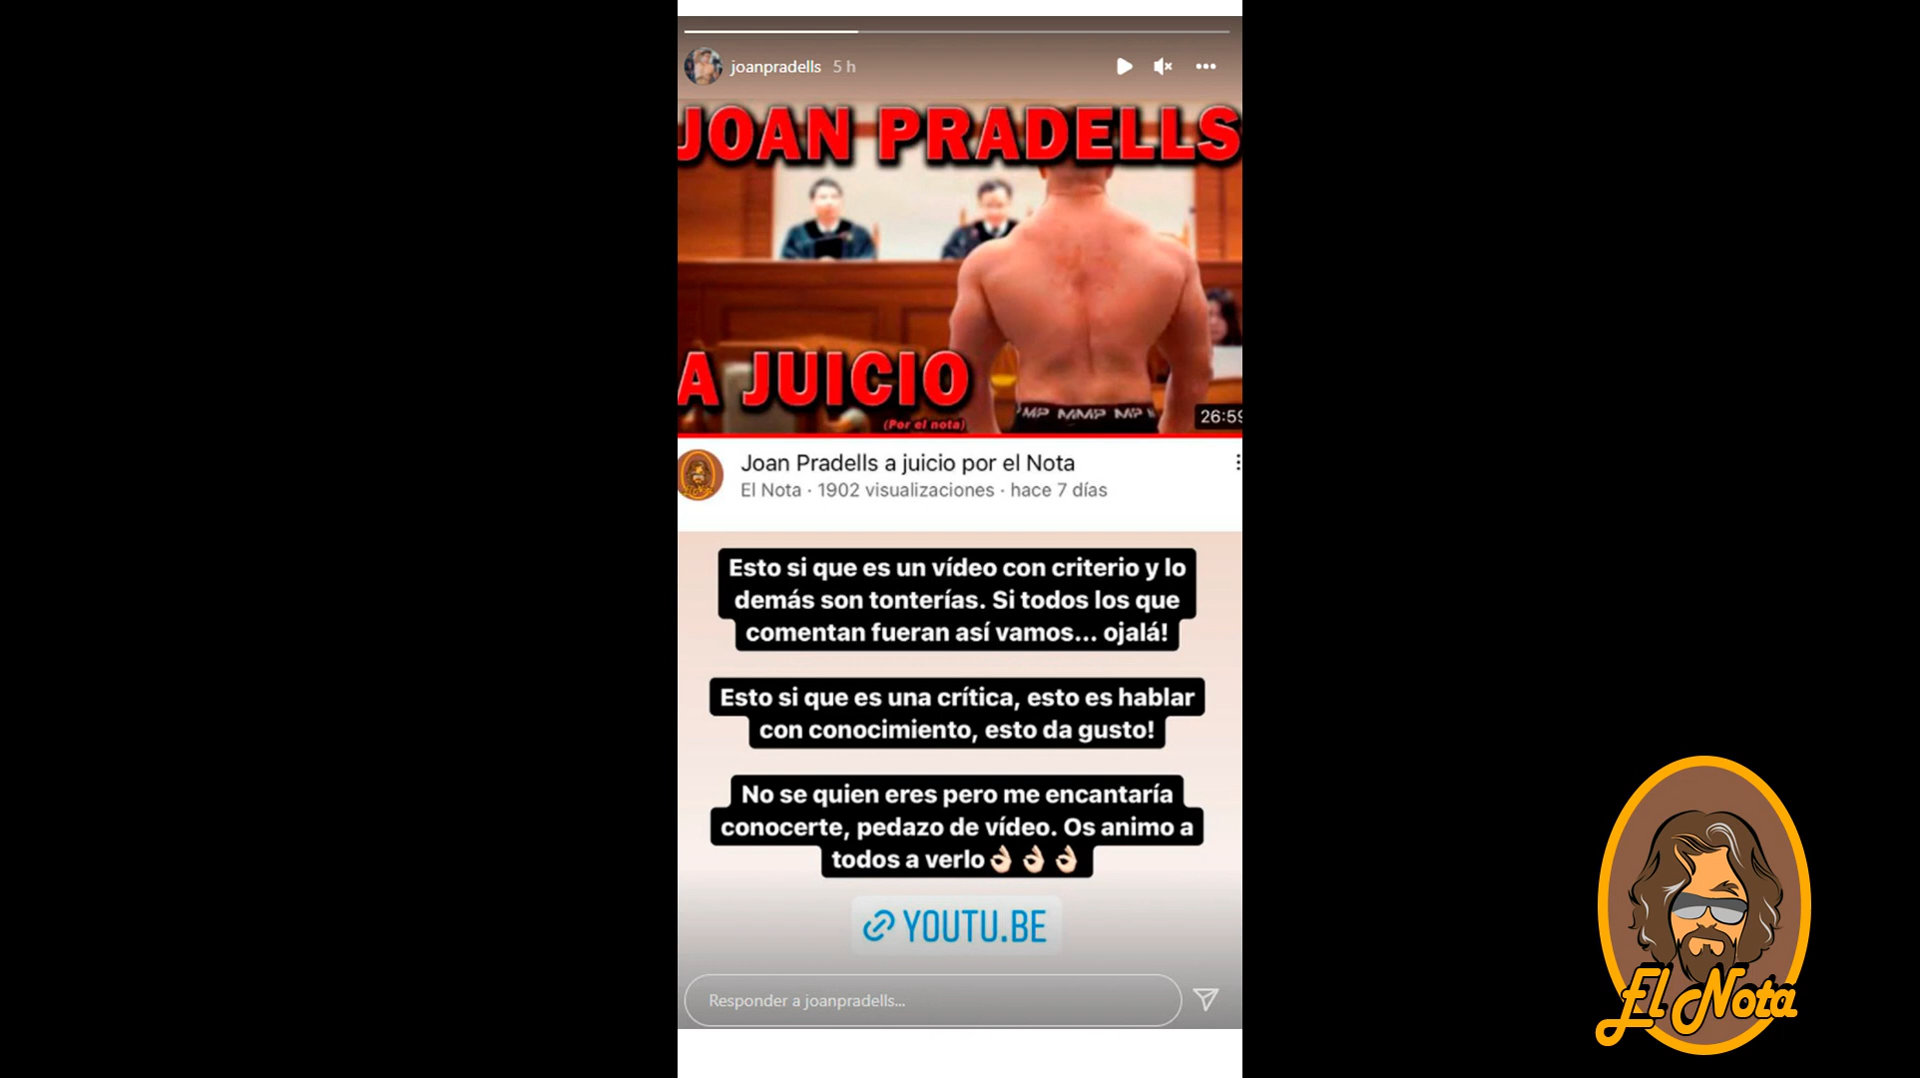 joanpradells 5 h
JOAN PRADELLS
A JUICIO
(Por el nota)
MP MMP MP
26:59
Joan Pradells a juicio por el Nota
El Nota · 1902 visualizaciones · hace 7 días
Esto si que es un vídeo con criterio y lo
demás son tonterías. Si todos los que
comentan fueran así vamos... ojalá!
Esto si que es una crítica, esto es hablar
con conocimiento, esto da gusto!
No se quien eres pero me encantaría
conocerte, pedazo de vídeo. Os animo a
todos a verlo👌🏻👌🏻👌🏻
YOUTU.BE
Responder a joanpradells...
El Nota